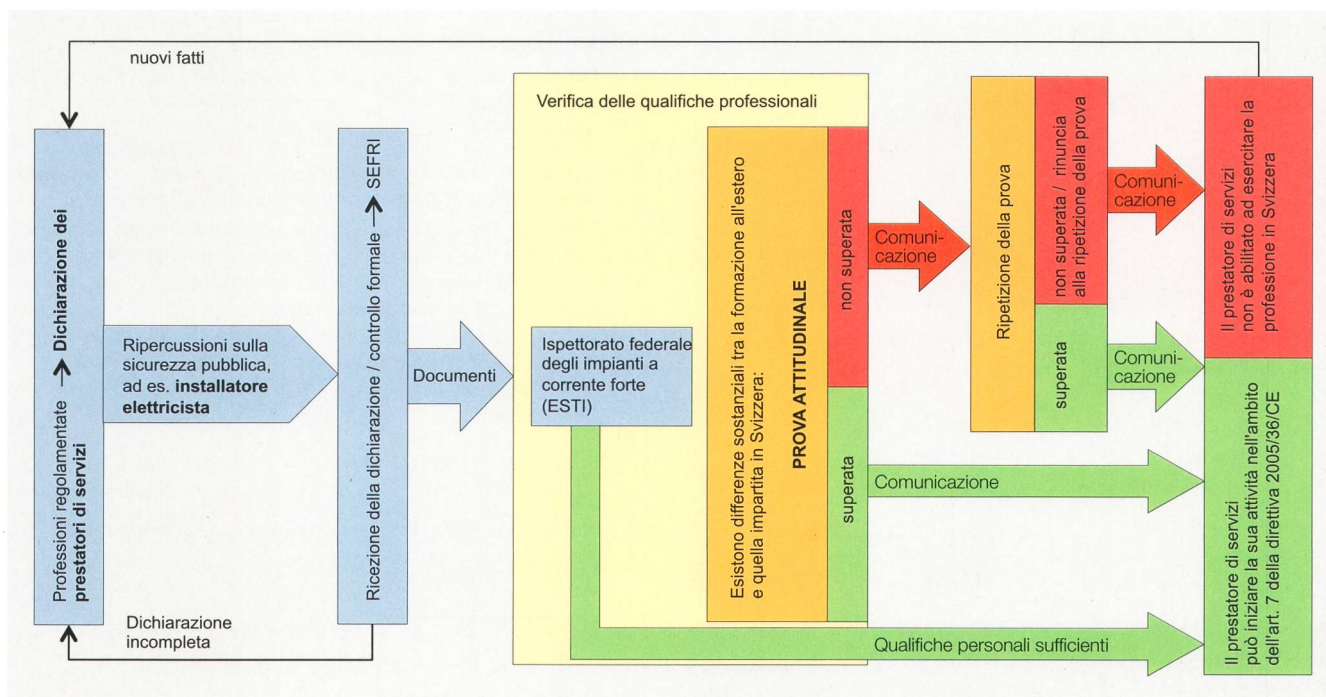 nuovi fatti
Professioni regolamentate → Dichiarazione dei
prestatori di servizi
Ripercussioni sulla
sicurezza pubblica,
ad es. installatore
elettricista
Dichiarazione
incompleta
Ricezione della dichiarazione / controllo formale → SEFRI
Documenti
Verifica delle qualifiche professionali
Ispettorato federale
degli impianti a
corrente forte
(ESTI)
Esistono differenze sostanziali tra la formazione all'estero
e quella impartita in Svizzera:
PROVA ATTITUDINALE
non superata
superata
Comuni-
cazione
Ripetizione della prova
non superata / rinuncia
alla ripetizione della prova
superata
Comuni-
cazione
Comuni-
cazione
Comunicazione
Qualifiche personali sufficienti
Il prestatore di servizi
non è abilitato ad esercitare la
professione in Svizzera
Il prestatore di servizi
può iniziare la sua attività nell'ambito
dell'art. 7 della direttiva 2005/36/CE